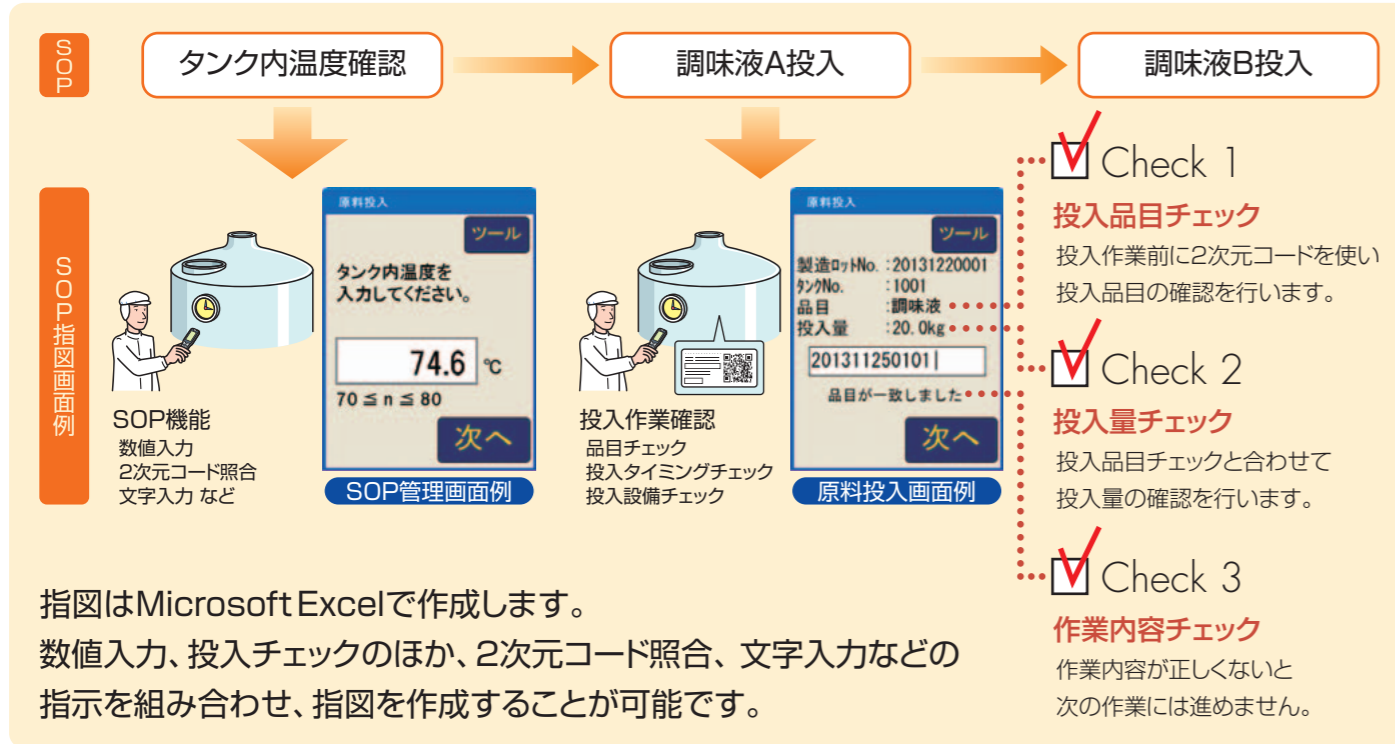 SOP
タンク内温度確認
調味液A投入
調味液B投入
SOP指図画面例
SOP機能
数値入力
2次元コード照合
文字入力 など
原料投入
ツール
タンク内温度を
入力してください。
74.6 ℃
70 ≦ n ≦ 80
次へ
SOP管理画面例
投入作業確認
品目チェック
投入タイミングチェック
投入設備チェック
原料投入
ツール
製造ロットNo. :20131220001
タンクNo. :1001
品目 :調味液
投入量 :20.0kg
201311250101
品目が一致しました
次へ
原料投入画面例
Check 1
投入品目チェック
投入作業前に2次元コードを使い
投入品目の確認を行います。
Check 2
投入量チェック
投入品目チェックと合わせて
投入量の確認を行います。
Check 3
作業内容チェック
作業内容が正しくないと
次の作業には進めません。
指図はMicrosoft Excelで作成します。
数値入力、投入チェックのほか、2次元コード照合、文字入力などの
指示を組み合わせ、指図を作成することが可能です。